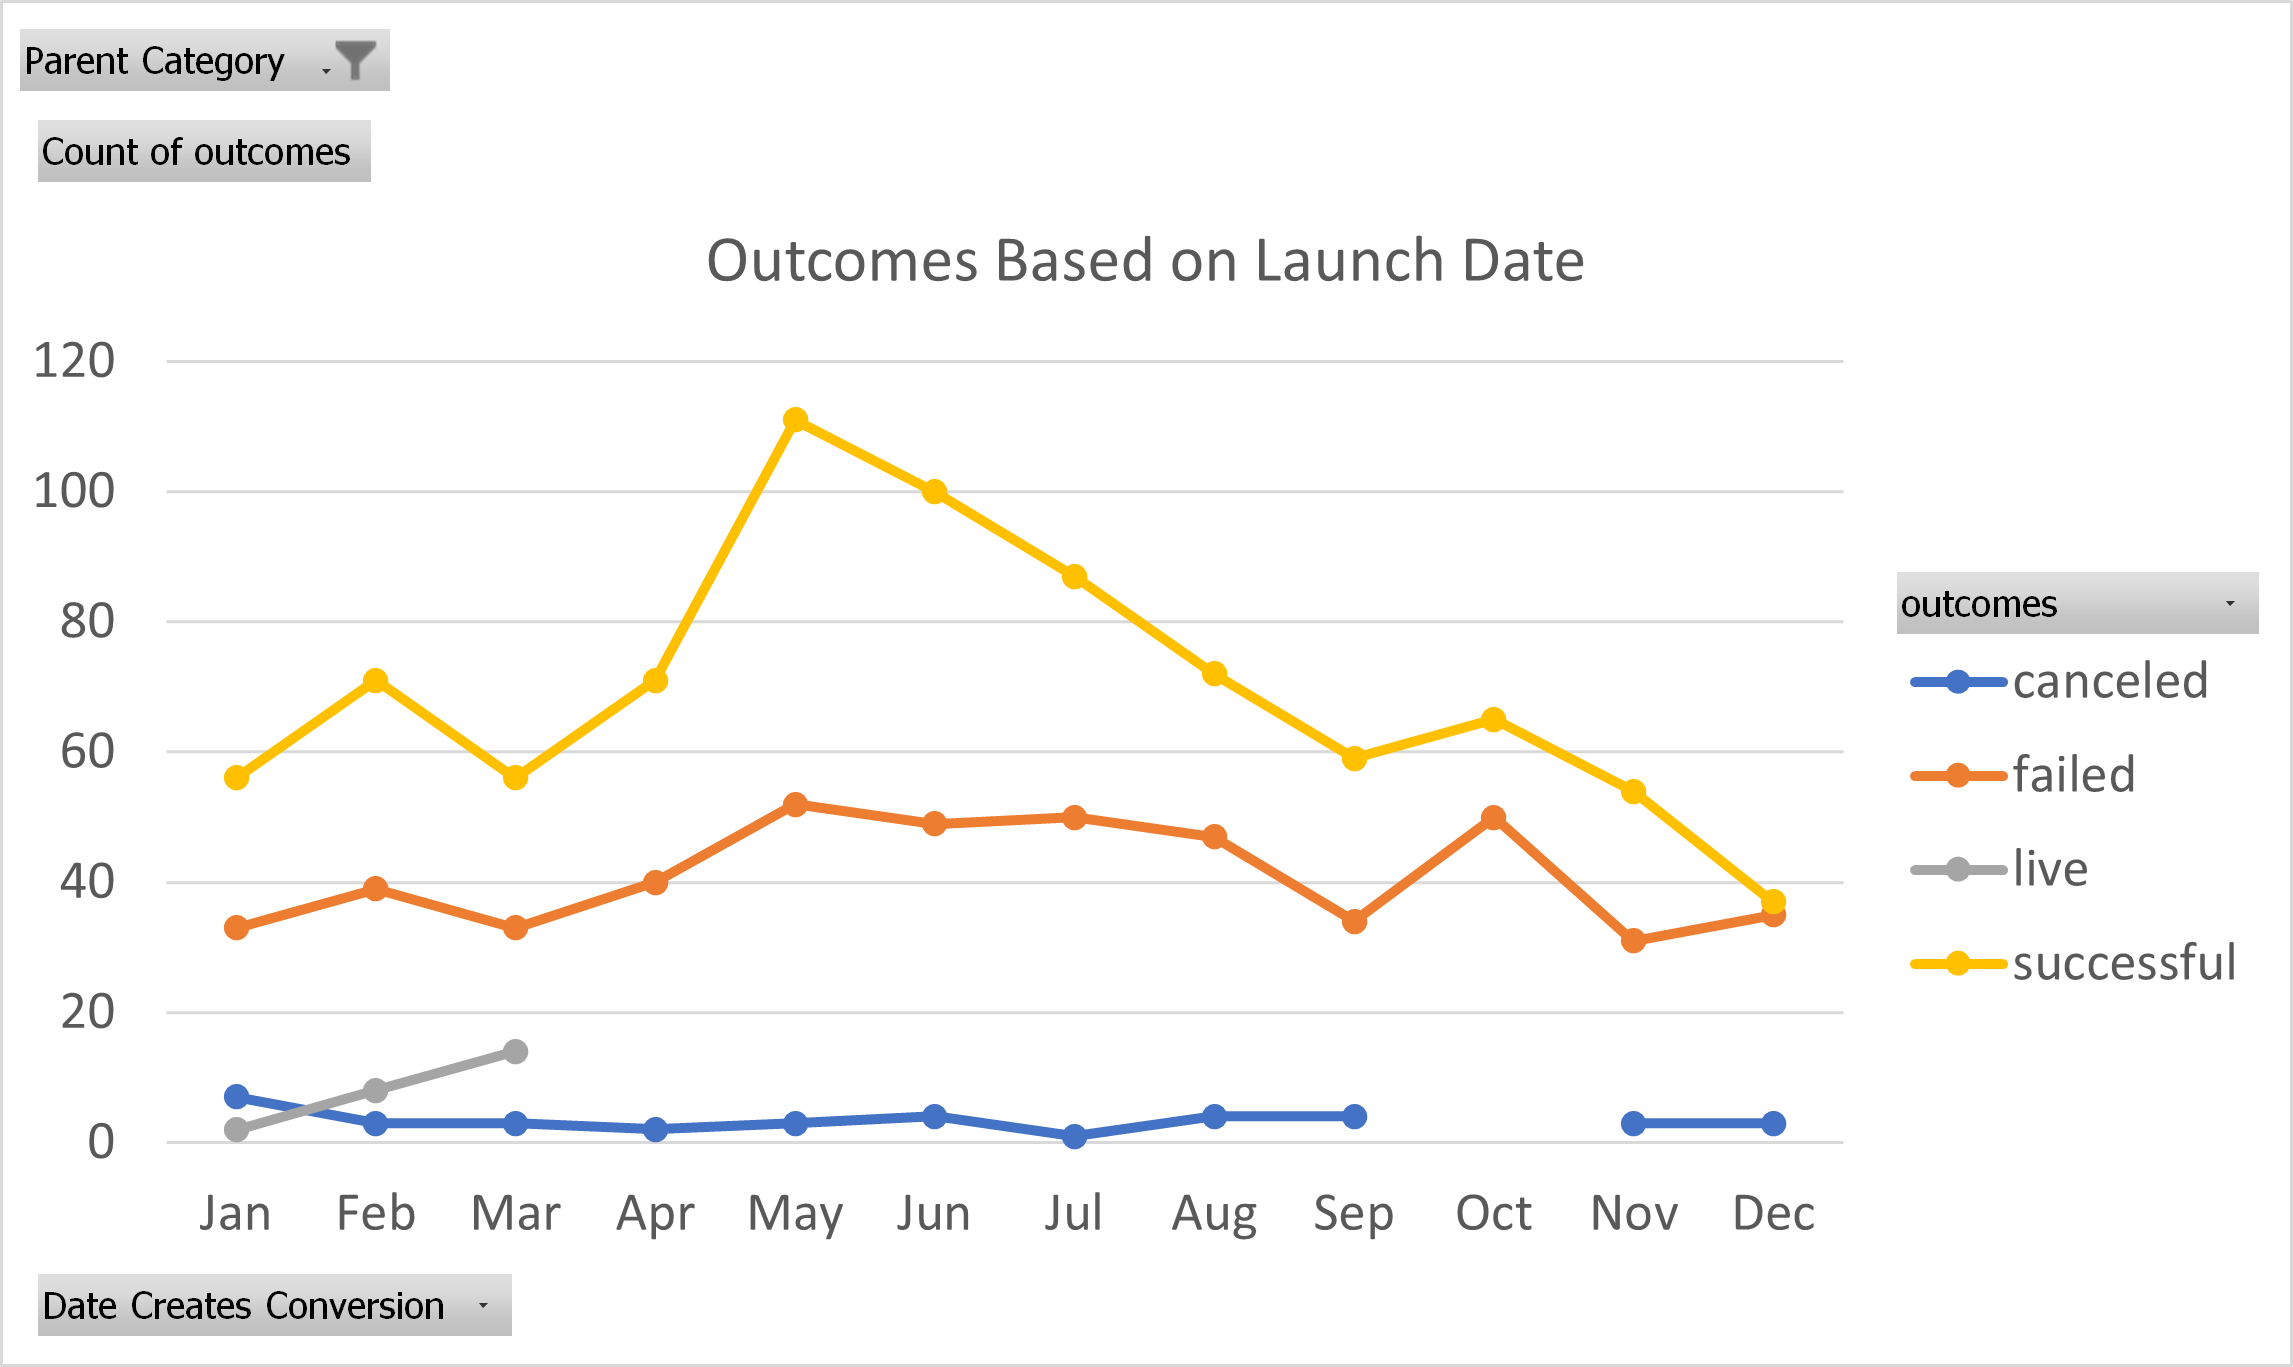 Parent Category
Count of outcomes
Outcomes Based on Launch Date
120
100
80
60
40
20
0
Jan Feb Mar Apr May Jun Jul Aug Sep Oct Nov Dec
outcomes
canceled
failed
live
successful
Date Creates Conversion